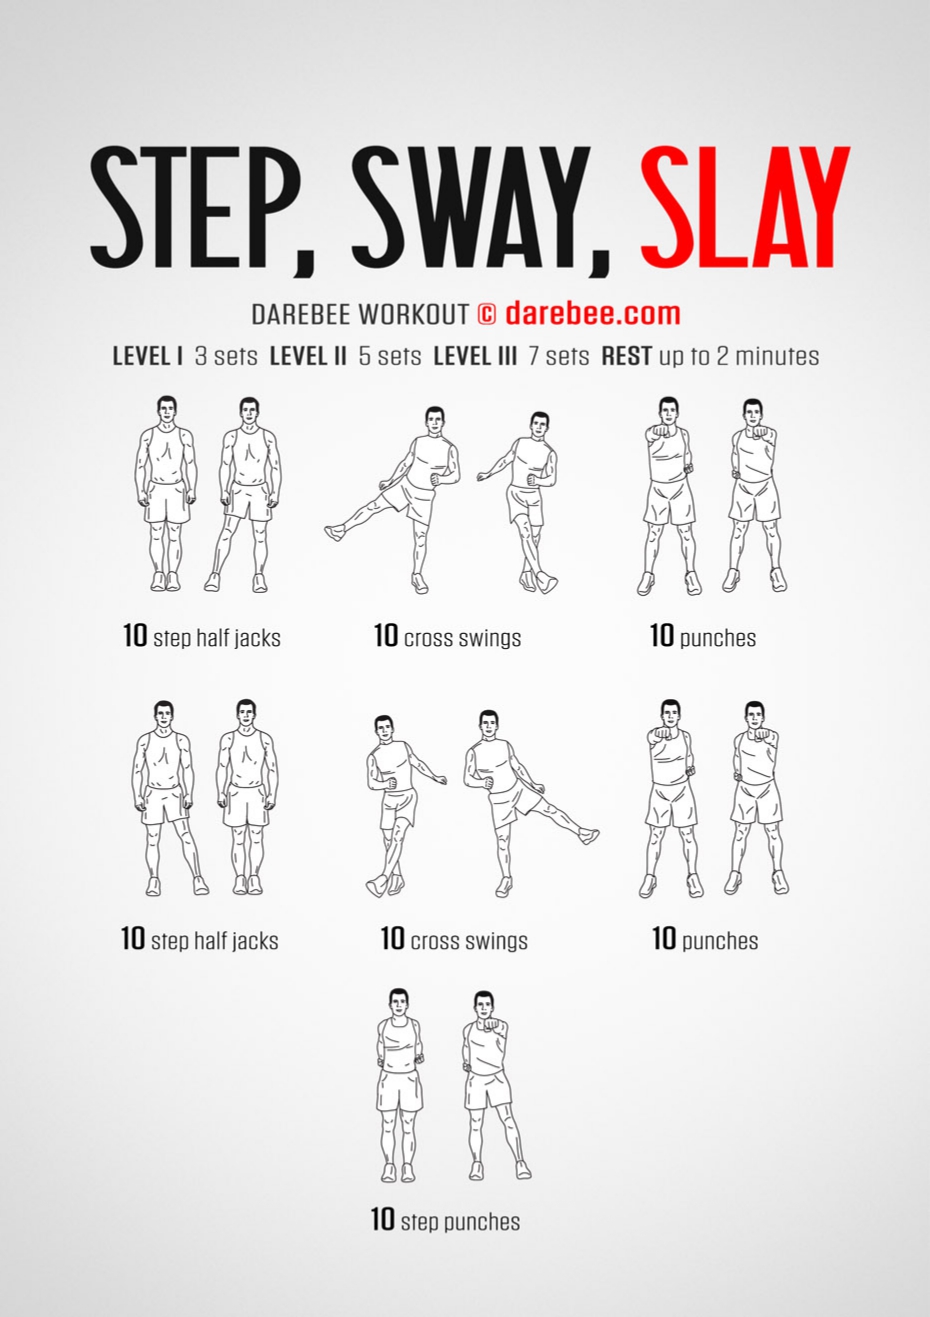 STEP, SWAY, SLAY
DAREBEE WORKOUT © darebee.com
LEVEL I 3 sets LEVEL II 5 sets LEVEL III 7 sets REST up to 2 minutes
10 step half jacks
10 cross swings
10 punches
10 step half jacks
10 cross swings
10 punches
10 step punches